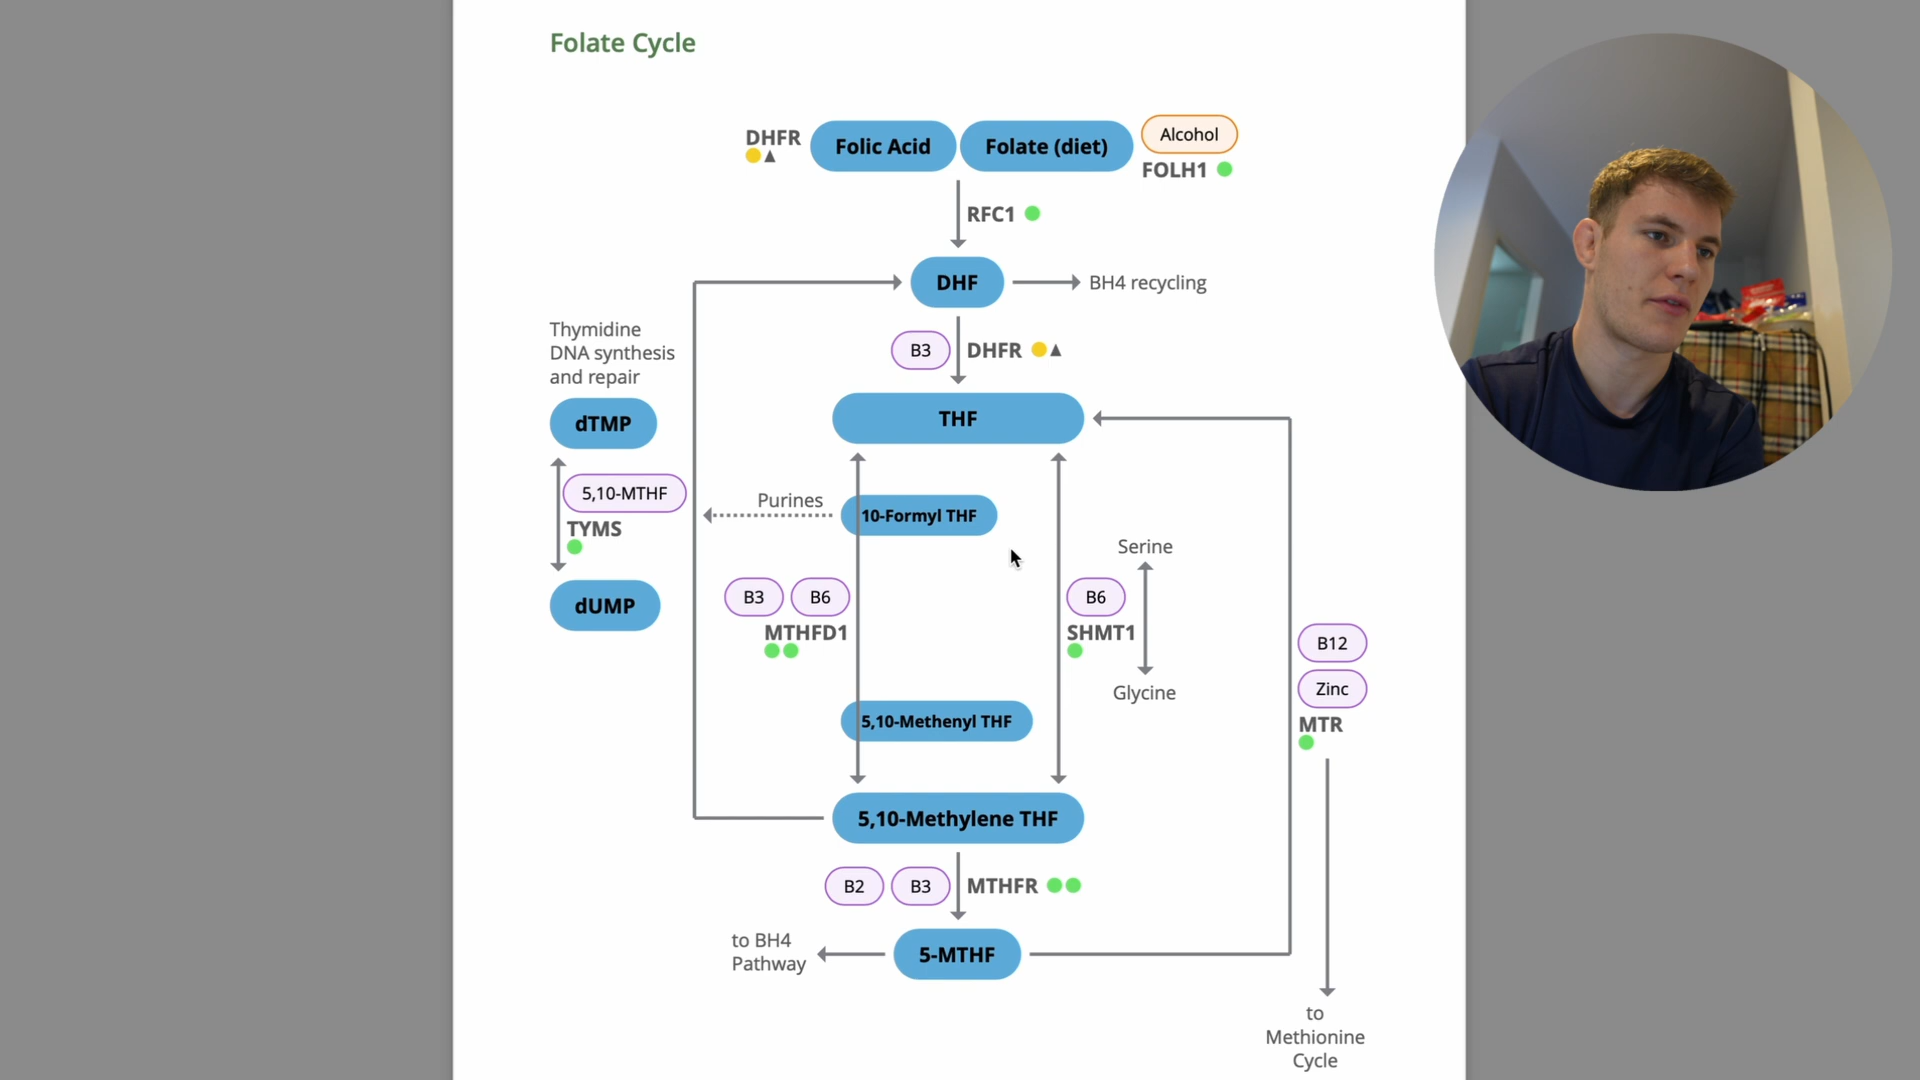 Folate Cycle
DHFR
Folic Acid
Folate (diet)
Alcohol
FOLH1
RFC1
DHF
BH4 recycling
B3
DHFR
Thymidine
DNA synthesis
and repair
dTMP
THF
5,10-MTHF
TYMS
Purines
10-Formyl THF
Serine
B3
B6
MTHFD1
B6
SHMT1
dUMP
Glycine
B12
Zinc
MTR
5,10-Methenyl THF
5,10-Methylene THF
B2
B3
MTHFR
to BH4
Pathway
5-MTHF
to
Methionine
Cycle